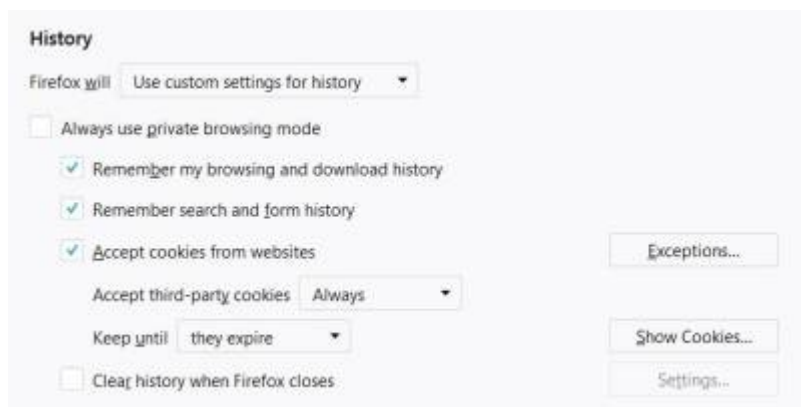 History
Firefox will Use custom settings for history
Always use private browsing mode
Remember my browsing and download history
Remember search and form history
Accept cookies from websites Exceptions...
Accept third-party cookies Always
Keep until they expire Show Cookies...
Clear history when Firefox closes Settings...